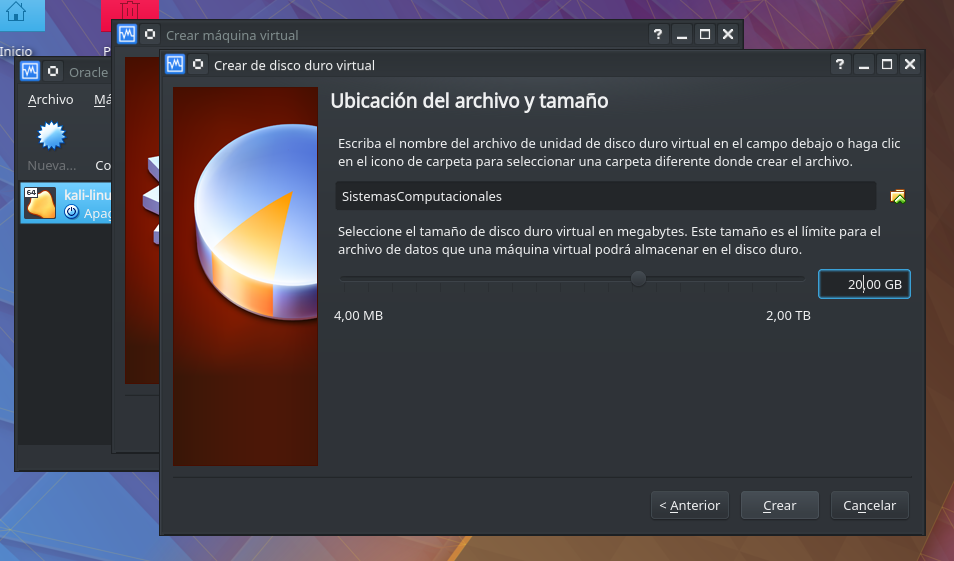 Inicio
Crear máquina virtual
Crear de disco duro virtual
Oracle
Archivo
Nueva...
64
kali-linu
Ubicación del archivo y tamaño
Escriba el nombre del archivo de unidad de disco duro virtual en el campo debajo o haga clic
en el icono de carpeta para seleccionar una carpeta diferente donde crear el archivo.
SistemasComputacionales
Seleccione el tamaño de disco duro virtual en megabytes. Este tamaño es el límite para el
archivo de datos que una máquina virtual podrá almacenar en el disco duro.
20,00 GB
4,00 MB
2,00 TB
< Anterior
Crear
Cancelar